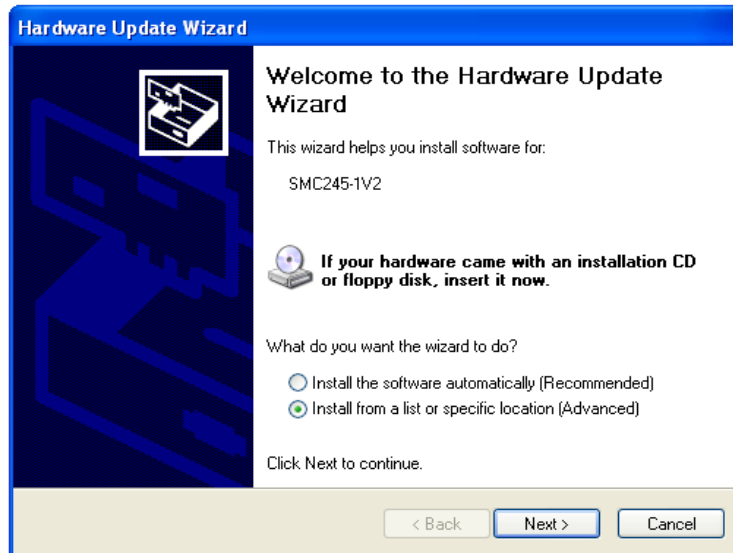 Hardware Update Wizard
Welcome to the Hardware Update
Wizard
This wizard helps you install software for:
SMC245-1V2
If your hardware came with an installation CD
or floppy disk, insert it now.
What do you want the wizard to do?
Install the software automatically (Recommended)
Install from a list or specific location (Advanced)
Click Next to continue.
< Back Next > Cancel